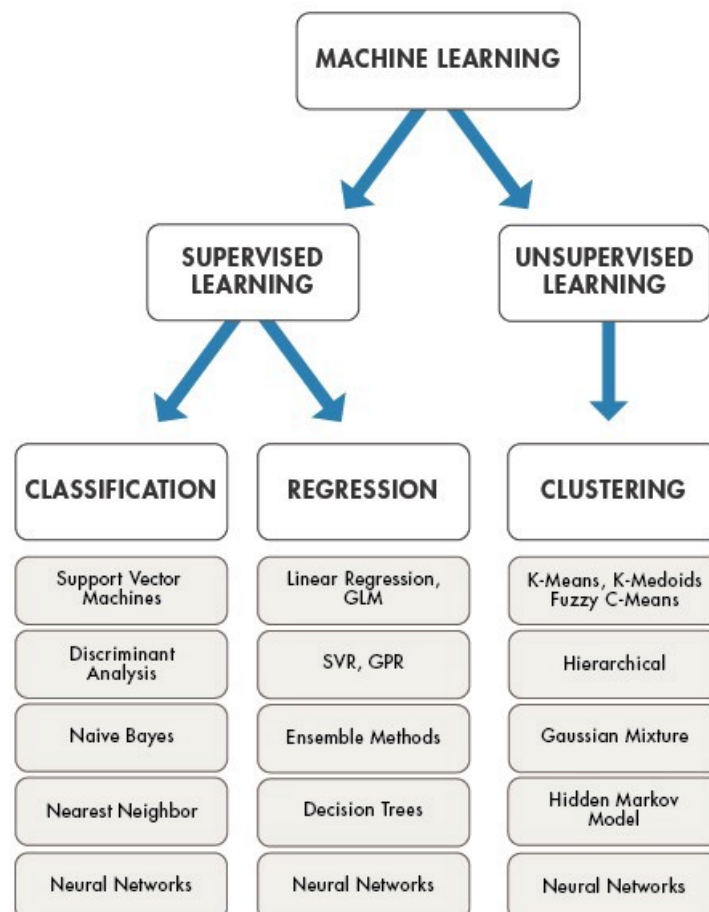 MACHINE LEARNING
SUPERVISED
LEARNING
UNSUPERVISED
LEARNING
CLASSIFICATION
Support Vector
Machines
Discriminant
Analysis
Naive Bayes
Nearest Neighbor
Neural Networks
REGRESSION
Linear Regression,
GLM
SVR, GPR
Ensemble Methods
Decision Trees
Neural Networks
CLUSTERING
K-Means, K-Medoids
Fuzzy C-Means
Hierarchical
Gaussian Mixture
Hidden Markov
Model
Neural Networks